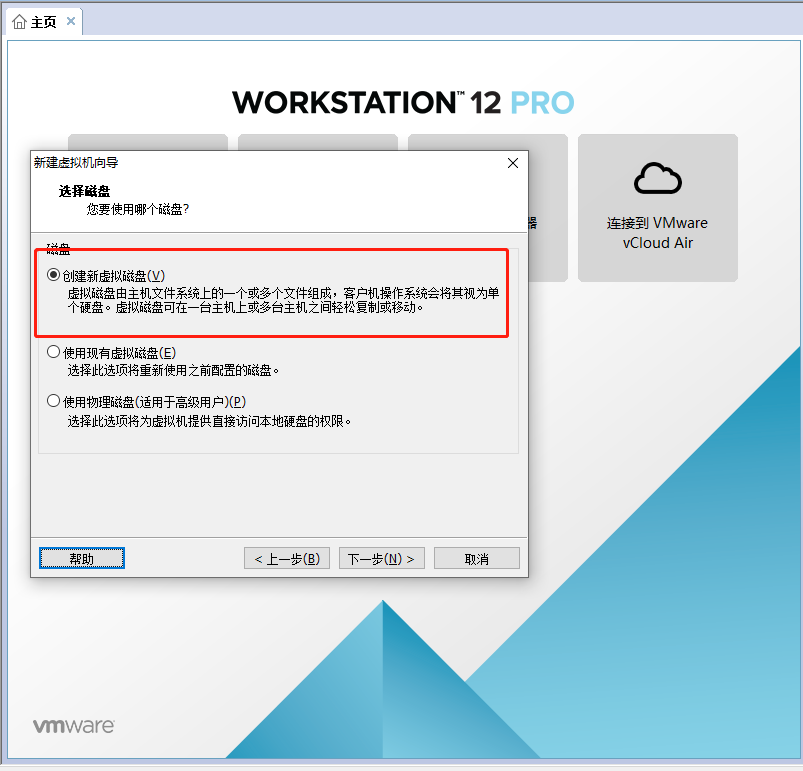 主页
WORKSTATION™ 12 PRO
器
连接到 VMware
vCloud Air
新建虚拟机向导
选择磁盘
您要使用哪个磁盘?
磁盘
创建新虚拟磁盘(V)
虚拟磁盘由主机文件系统上的一个或多个文件组成，客户机操作系统会将其视为单
个硬盘。虚拟磁盘可在一台主机上或多台主机之间轻松复制或移动。
使用现有虚拟磁盘(E)
选择此选项将重新使用之前配置的磁盘。
使用物理磁盘(适用于高级用户)(P)
选择此选项将为虚拟机提供直接访问本地硬盘的权限。
帮助
< 上一步(B)
下一步(N) >
取消
vmware